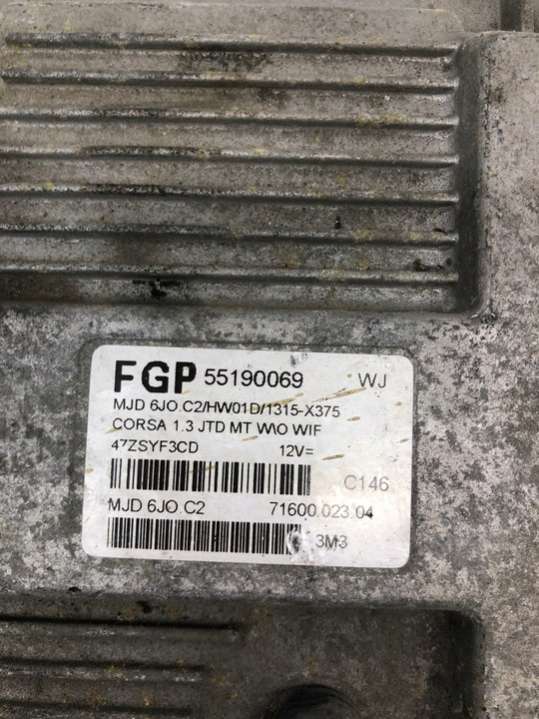 FGP 55190069 WJ
MJD 6JO.C2/HW01D/1315-X375
CORSA 1.3 JTD MT W\O WIF
47ZSYF3CD 12V=
C146
MJD 6JO.C2 71600.023.04
3M3